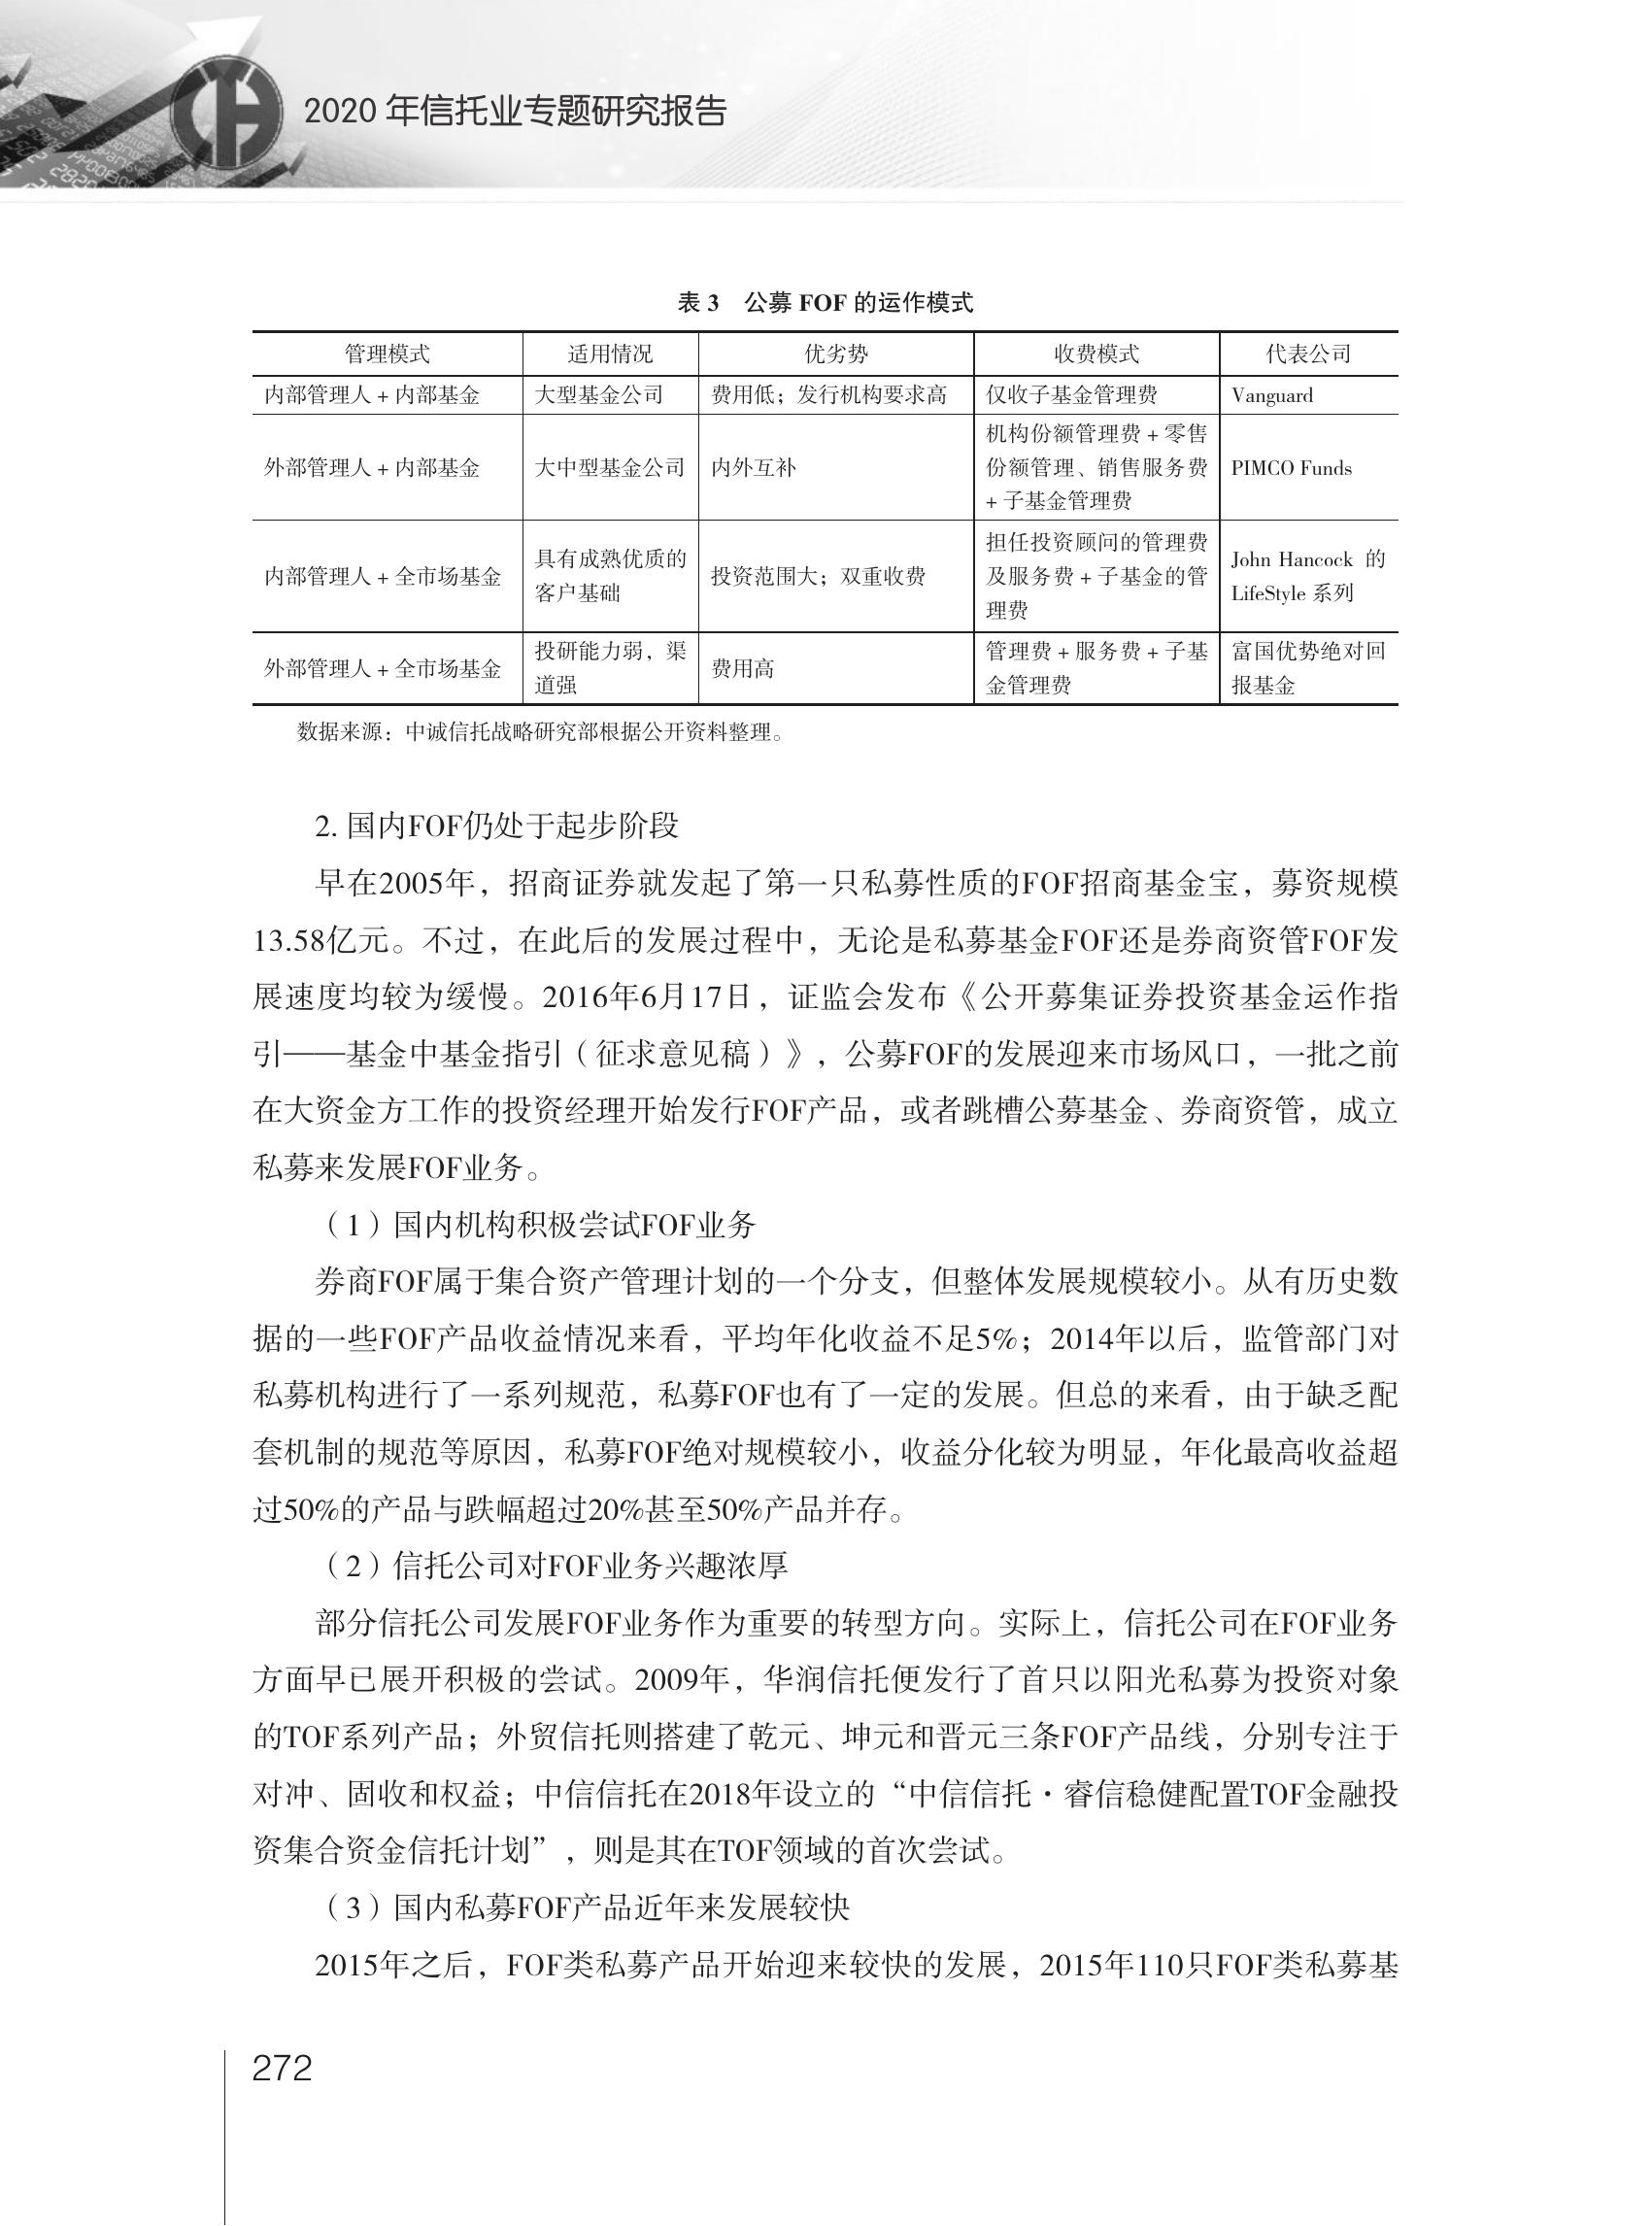 2020 年信托业专题研究报告
表 3 公募 FOF 的运作模式
管理模式 适用情况 优劣势 收费模式 代表公司
内部管理人 + 内部基金 大型基金公司 费用低；发行机构要求高 仅收子基金管理费 Vanguard
外部管理人 + 内部基金 大中型基金公司 内外互补 机构份额管理费 + 零售
份额管理、销售服务费
+ 子基金管理费 PIMCO Funds
内部管理人 + 全市场基金 具有成熟优质的
客户基础 投资范围大；双重收费 担任投资顾问的管理费
及服务费 + 子基金的管
理费 John Hancock 的
LifeStyle 系列
外部管理人 + 全市场基金 投研能力弱，渠
道强 费用高 管理费 + 服务费 + 子基
金管理费 富国优势绝对回
报基金
数据来源：中诚信托战略研究部根据公开资料整理。
2. 国内FOF仍处于起步阶段
早在2005年，招商证券就发起了第一只私募性质的FOF招商基金宝，募资规模
13.58亿元。不过，在此后的发展过程中，无论是私募基金FOF还是券商资管FOF发
展速度均较为缓慢。2016年6月17日，证监会发布《公开募集证券投资基金运作指
引——基金中基金指引（征求意见稿）》，公募FOF的发展迎来市场风口，一批之前
在大资金方工作的投资经理开始发行FOF产品，或者跳槽公募基金、券商资管，成立
私募来发展FOF业务。
（1）国内机构积极尝试FOF业务
券商FOF属于集合资产管理计划的一个分支，但整体发展规模较小。从有历史数
据的一些FOF产品收益情况来看，平均年化收益不足5%；2014年以后，监管部门对
私募机构进行了一系列规范，私募FOF也有了一定的发展。但总的来看，由于缺乏配
套机制的规范等原因，私募FOF绝对规模较小，收益分化较为明显，年化最高收益超
过50%的产品与跌幅超过20%甚至50%产品并存。
（2）信托公司对FOF业务兴趣浓厚
部分信托公司发展FOF业务作为重要的转型方向。实际上，信托公司在FOF业务
方面早已展开积极的尝试。2009年，华润信托便发行了首只以阳光私募为投资对象
的TOF系列产品；外贸信托则搭建了乾元、坤元和晋元三条FOF产品线，分别专注于
对冲、固收和权益；中信信托在2018年设立的“中信信托·睿信稳健配置TOF金融投
资集合资金信托计划”，则是其在TOF领域的首次尝试。
（3）国内私募FOF产品近年来发展较快
2015年之后，FOF类私募产品开始迎来较快的发展，2015年110只FOF类私募基
272